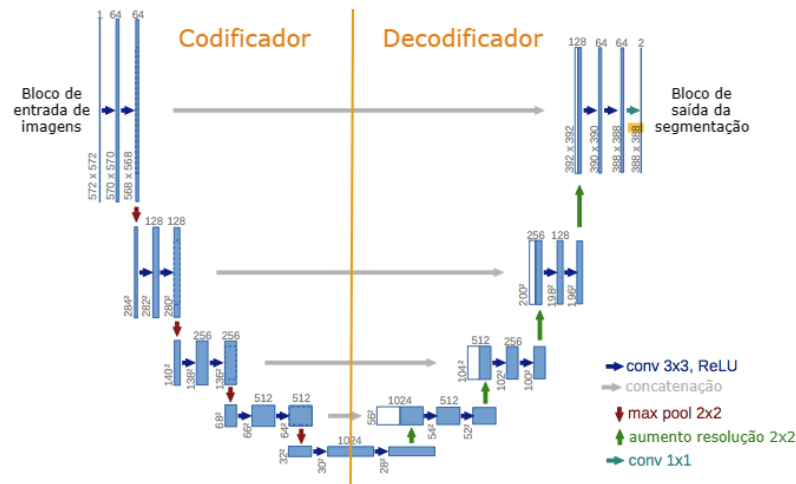 Codificador
Decodificador
1
64
64
128
64
64
2
Bloco de
entrada de
imagens
Bloco de
saída da
segmentação
572 x 572
570 x 570
568 x 568
392 x 392
390 x 390
388 x 388
388 x 388
128
128
256
128
284²
282²
280²
200²
198²
196²
256
256
512
256
140²
138²
136²
104²
102²
100²
512
512
1024
512
68²
66²
64²
56²
54²
52²
1024
32²
30²
28²
conv 3x3, ReLU
concatenação
max pool 2x2
aumento resolução 2x2
conv 1x1